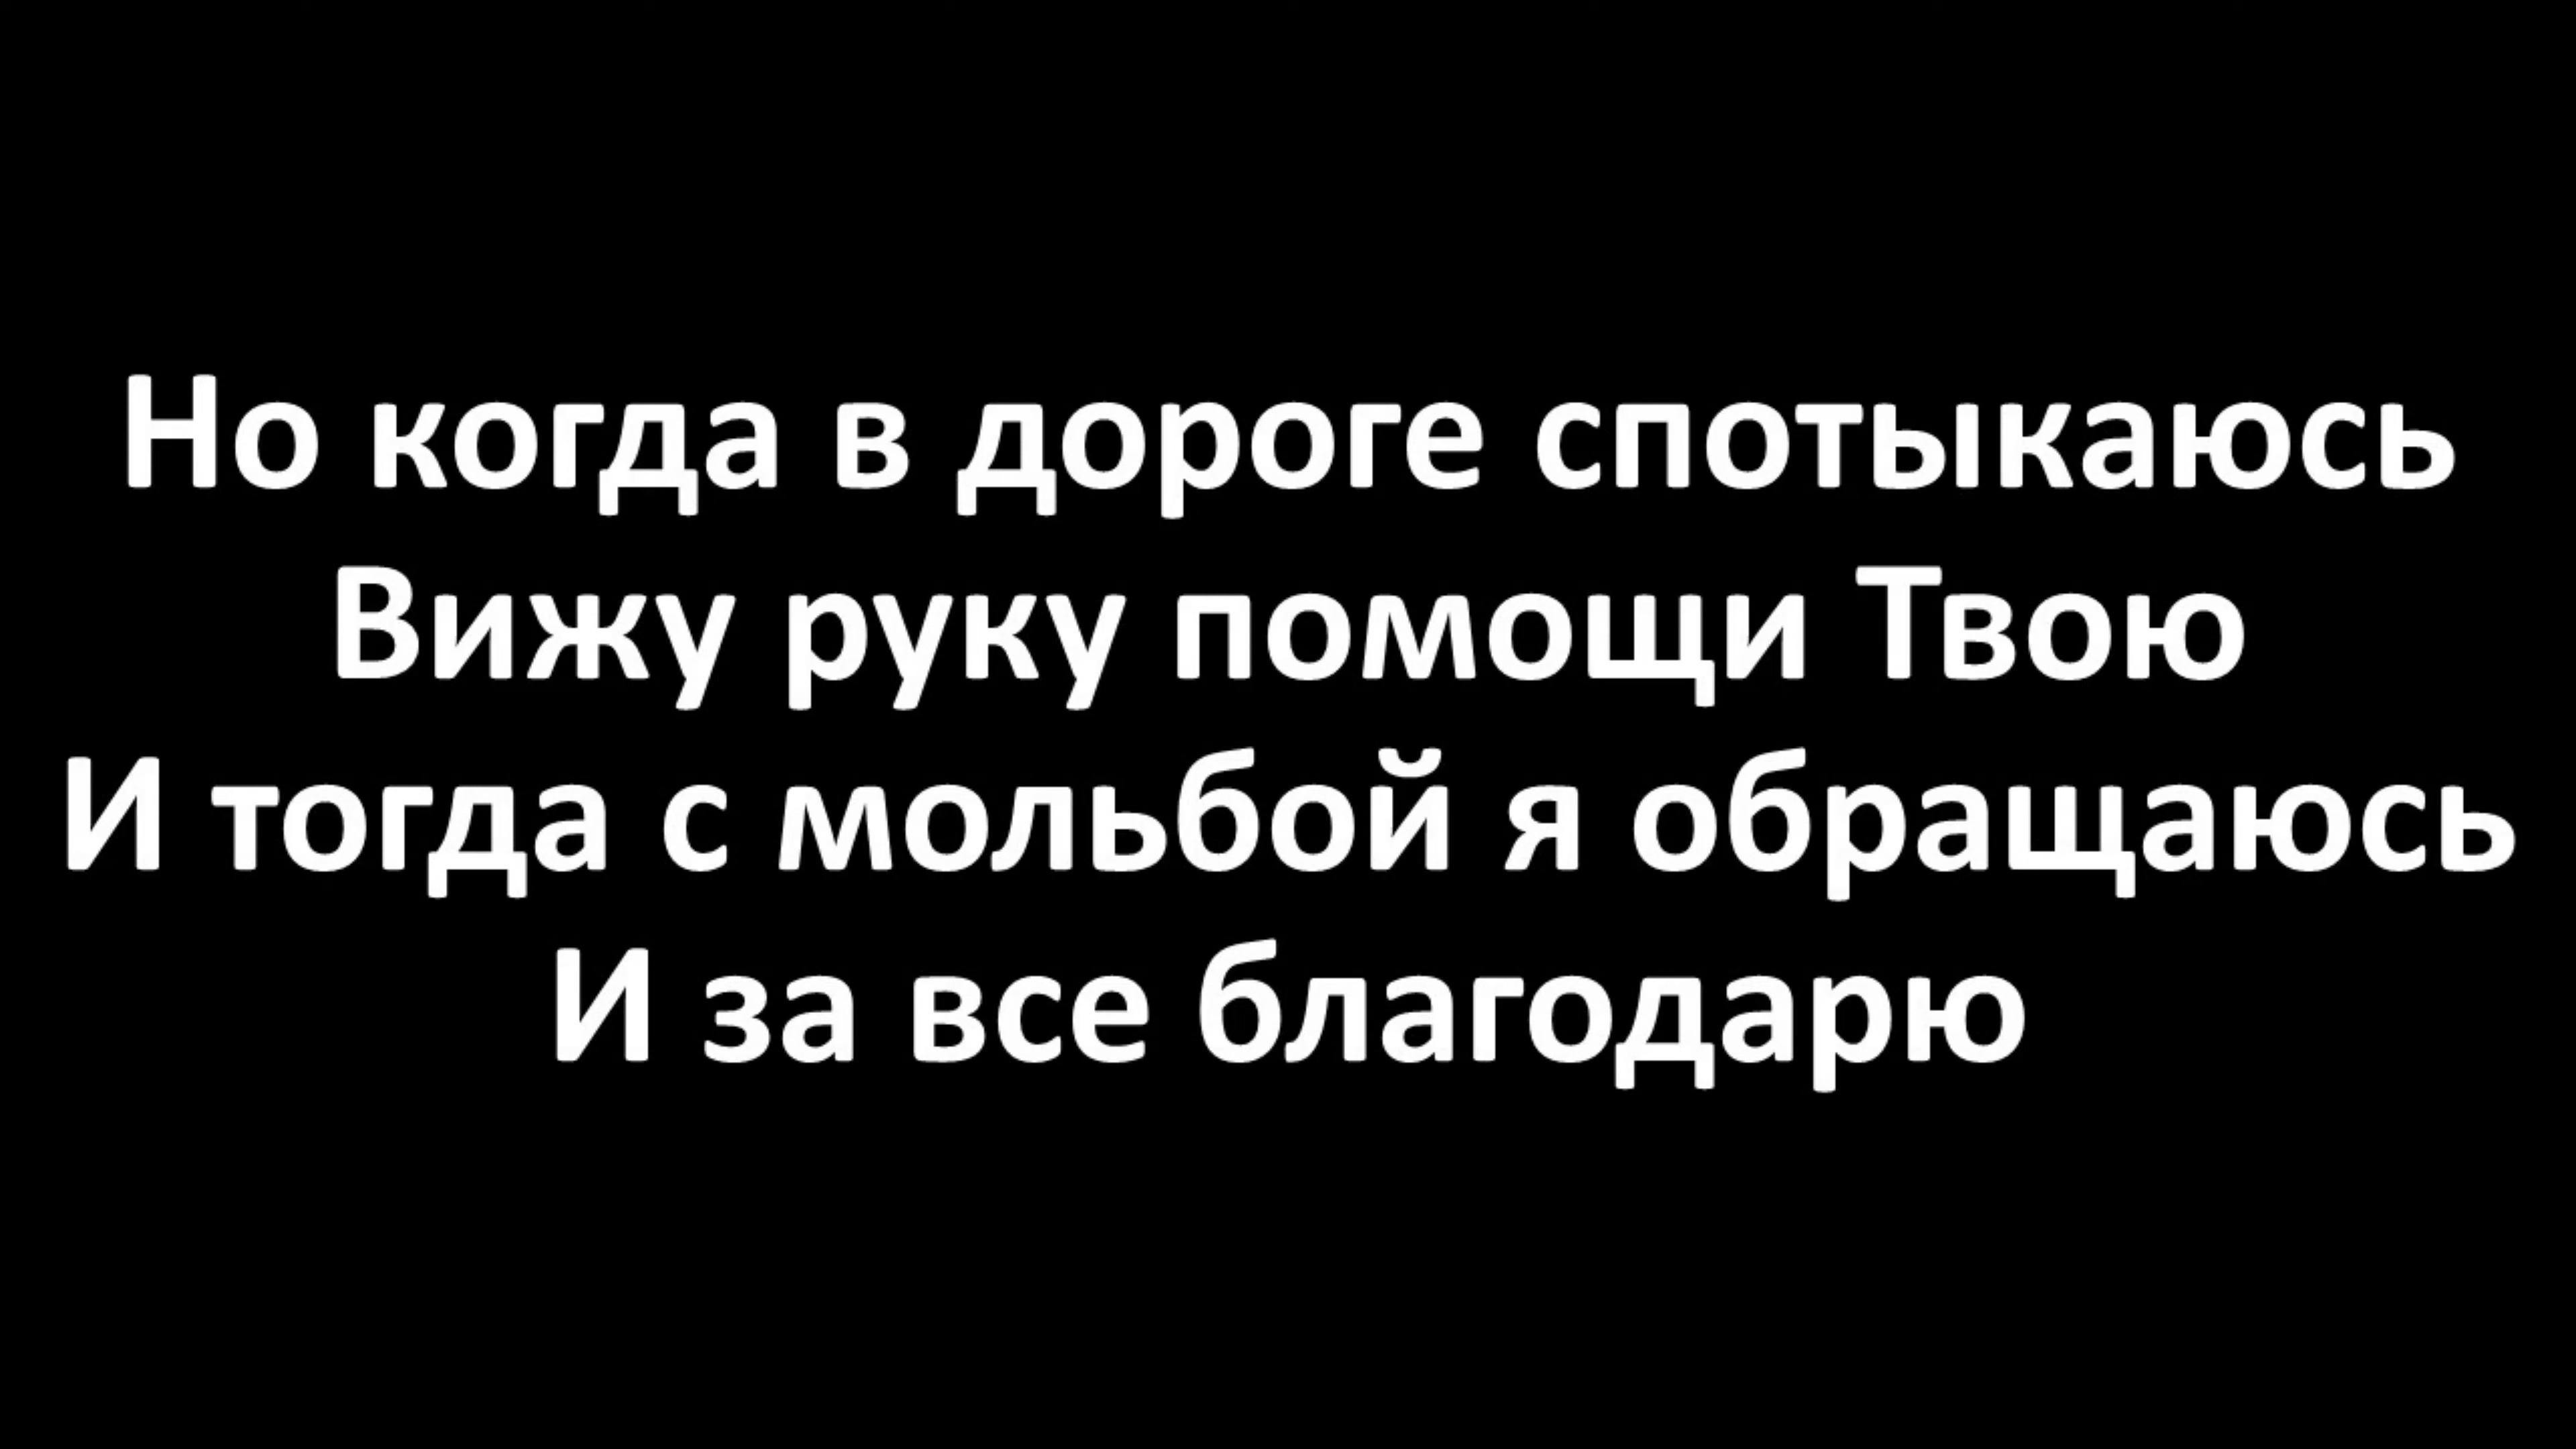 Но когда в дороге спотыкаюсь
Вижу руку помощи Твою
И тогда с мольбой я обращаюсь
И за все благодарю